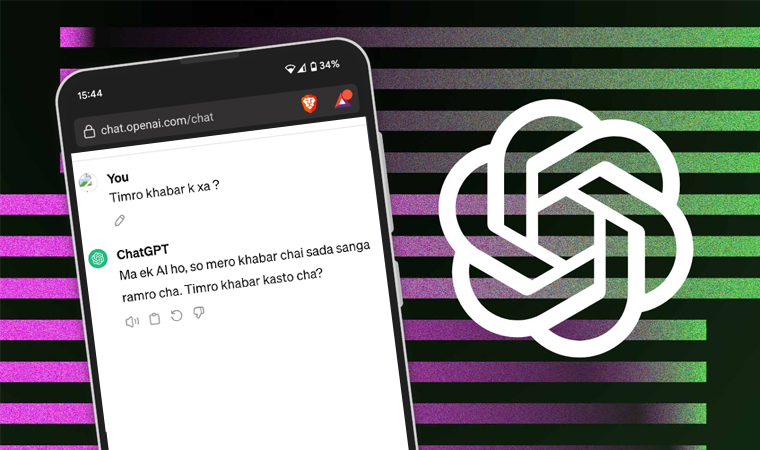 15:44
34%
chat.openai.com/chat
You
Timro khabar k xa ?
ChatGPT
Ma ek AI ho, so mero khabar chai sada sanga
ramro cha. Timro khabar kasto cha?